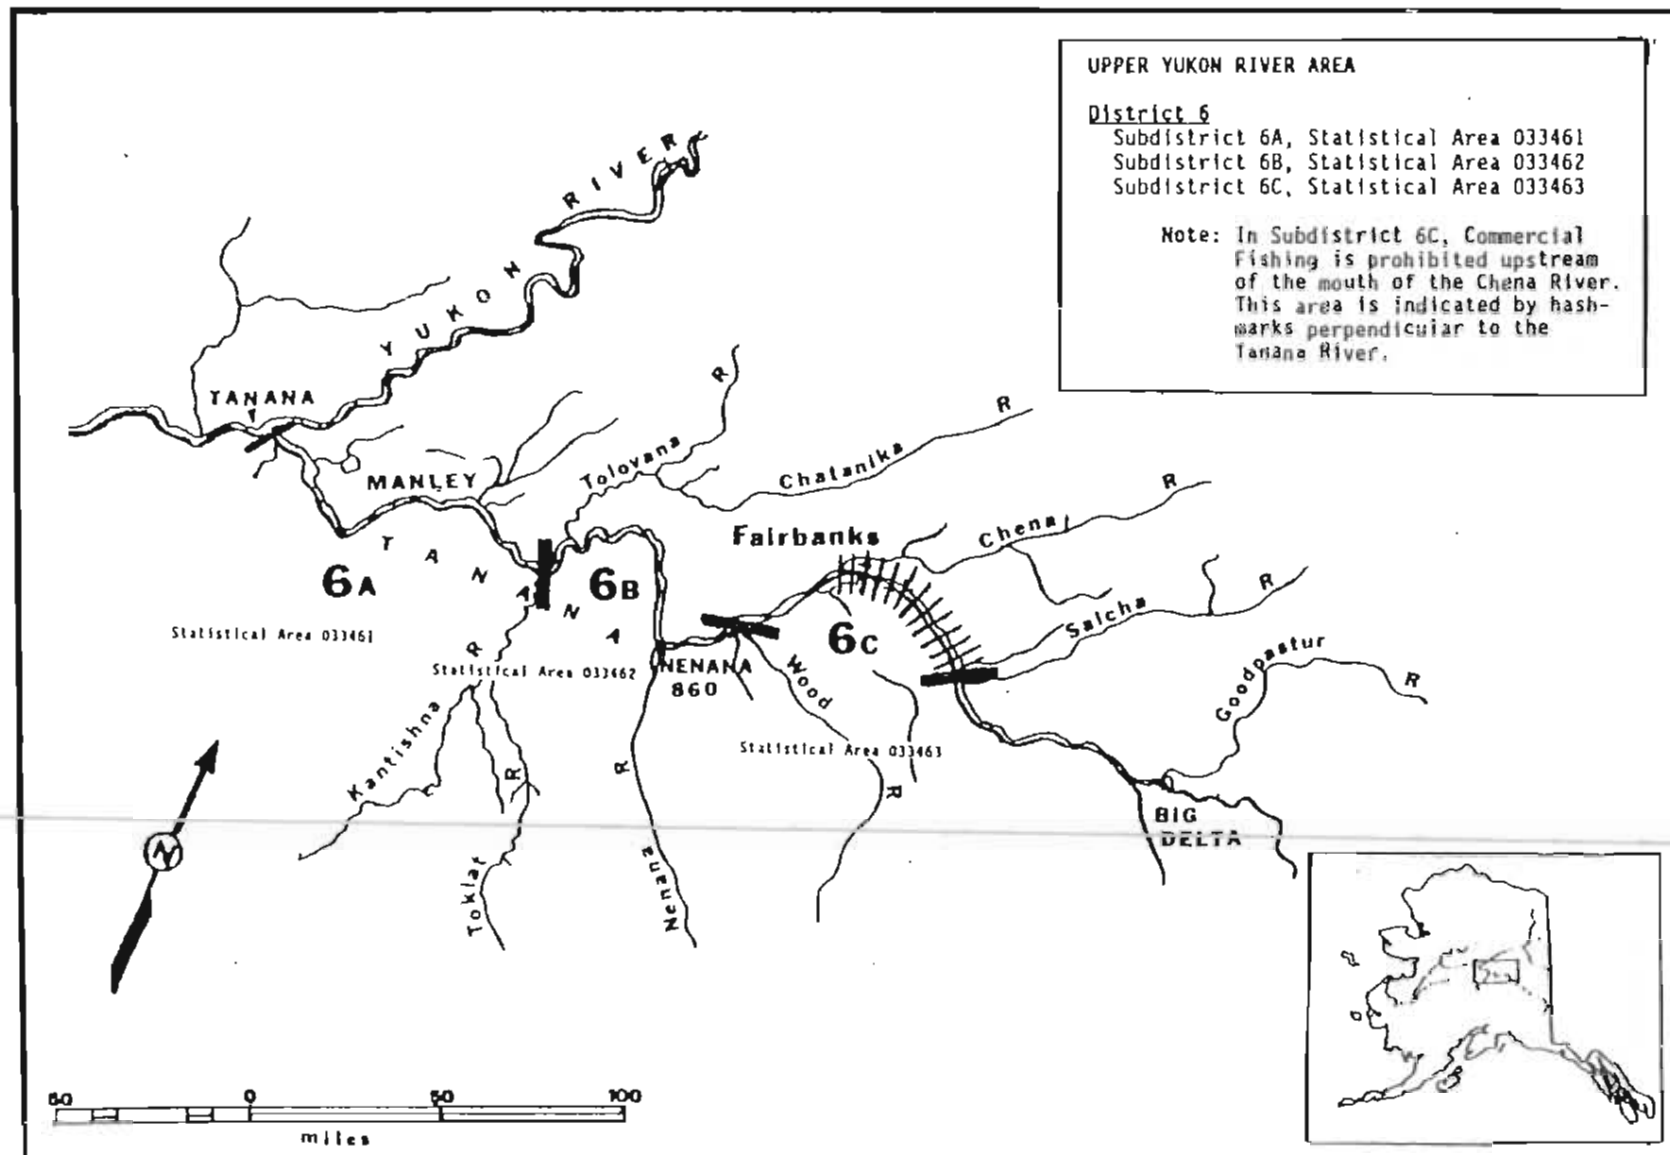 UPPER YUKON RIVER AREA
District 6
Subdistrict 6A, Statistical Area 033461
Subdistrict 6B, Statistical Area 033462
Subdistrict 6C, Statistical Area 033463
Note: In Subdistrict 6C, Commercial
Fishing is prohibited upstream
of the mouth of the Chena River.
This area is indicated by hash-
marks perpendicular to the
Tanana River.
YUKON RIVER
TANANA
MANLEY
Tolovana R
Chatanika R
Fairbanks
Chena R
TANANA
6A
6B
6C
Salcha R
Statistical Area 033461
Statistical Area 033462
NENANA
860
Wood R
Goodpastur R
Statistical Area 033463
Kantishna R
Toklat R
Nenana R
BIG
DELTA
N
50 0 50 100
miles